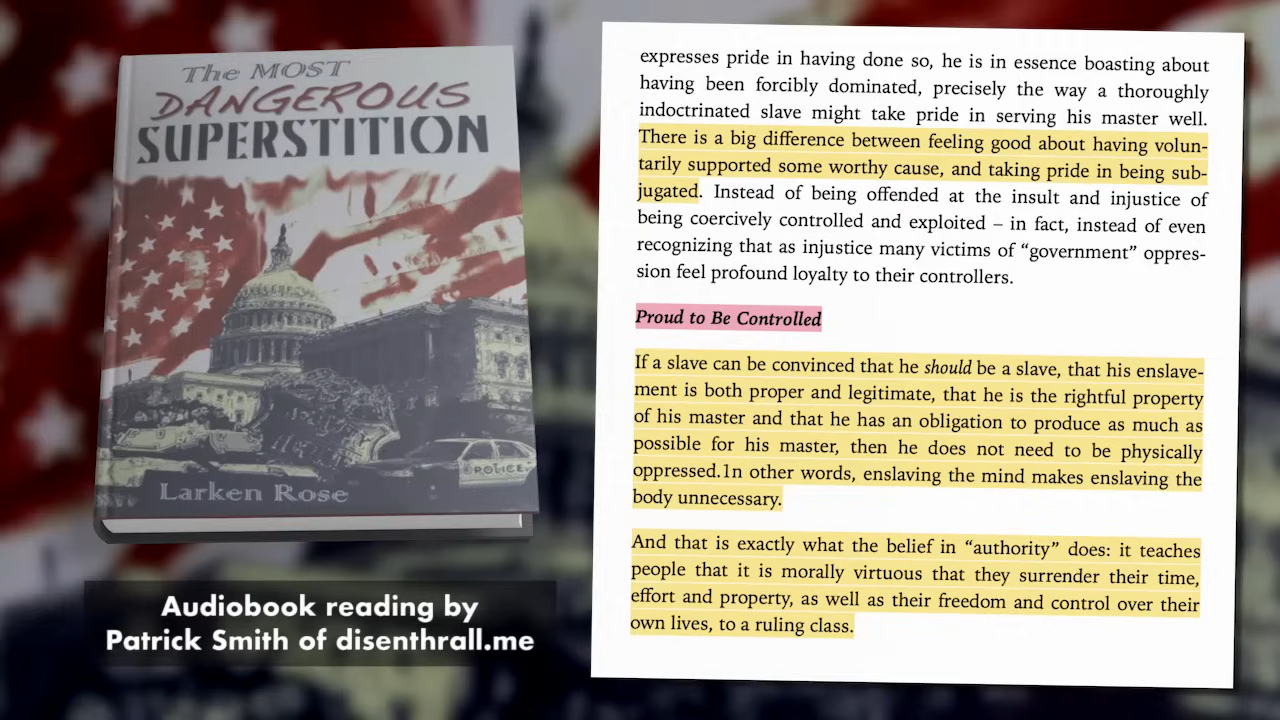 The MOST
DANGEROUS
SUPERSTITION
POLICE
Larken Rose
Audiobook reading by
Patrick Smith of disenthrall.me
expresses pride in having done so, he is in essence boasting about
having been forcibly dominated, precisely the way a thoroughly
indoctrinated slave might take pride in serving his master well.
There is a big difference between feeling good about having volun-
tarily supported some worthy cause, and taking pride in being sub-
jugated. Instead of being offended at the insult and injustice of
being coercively controlled and exploited – in fact, instead of even
recognizing that as injustice many victims of “government” oppres-
sion feel profound loyalty to their controllers.
Proud to Be Controlled
If a slave can be convinced that he should be a slave, that his enslave-
ment is both proper and legitimate, that he is the rightful property
of his master and that he has an obligation to produce as much as
possible for his master, then he does not need to be physically
oppressed.1n other words, enslaving the mind makes enslaving the
body unnecessary.
And that is exactly what the belief in “authority” does: it teaches
people that it is morally virtuous that they surrender their time,
effort and property, as well as their freedom and control over their
own lives, to a ruling class.